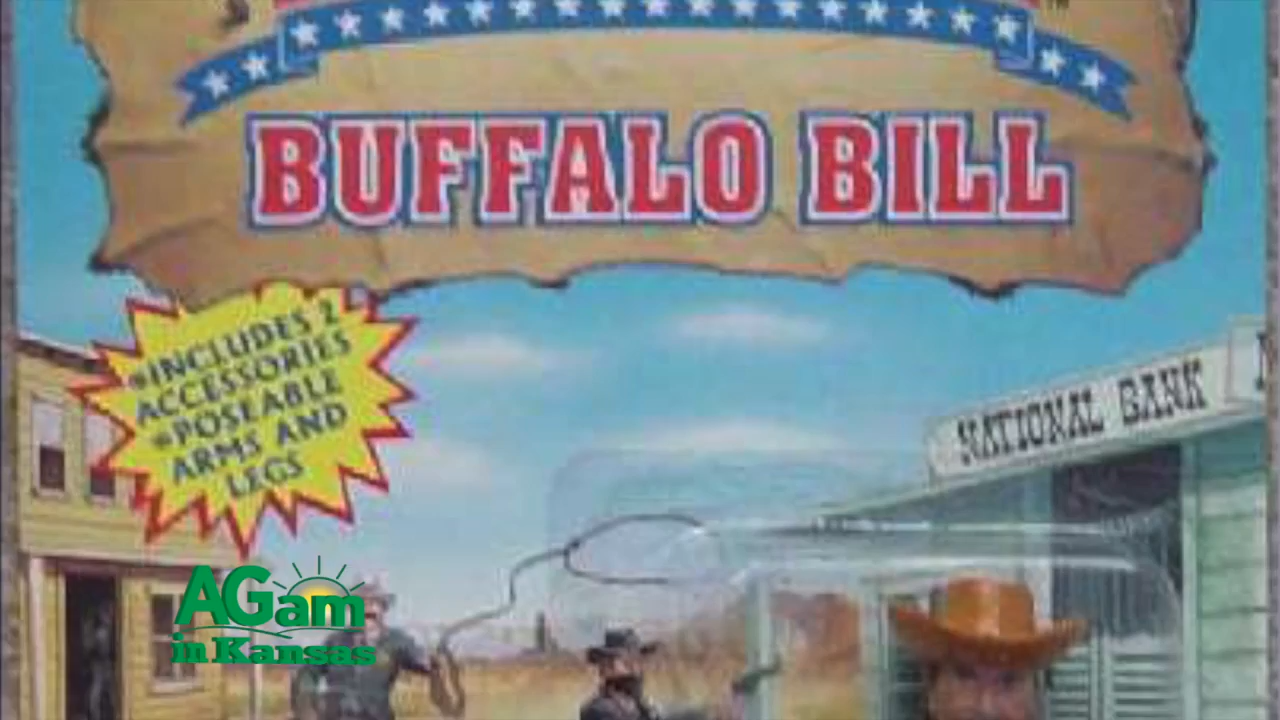 BUFFALO BILL
•INCLUDES 2
ACCESSORIES
•POSEABLE
ARMS AND
LEGS
NATIONAL BANK
AGam
in Kansas